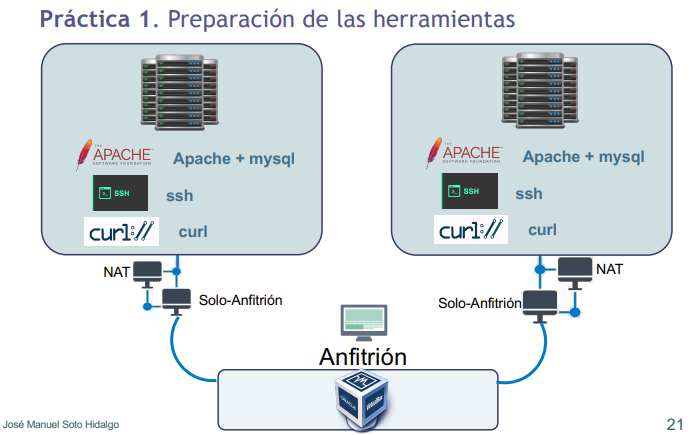 Práctica 1. Preparación de las herramientas
THE
APACHE
SOFTWARE FOUNDATION
Apache + mysql
SSH
ssh
curl://
curl
THE
APACHE
SOFTWARE FOUNDATION
Apache + mysql
SSH
ssh
curl://
curl
NAT
Solo-Anfitrión
NAT
Solo-Anfitrión
Anfitrión
ORACLE
VirtualBox
José Manuel Soto Hidalgo
21